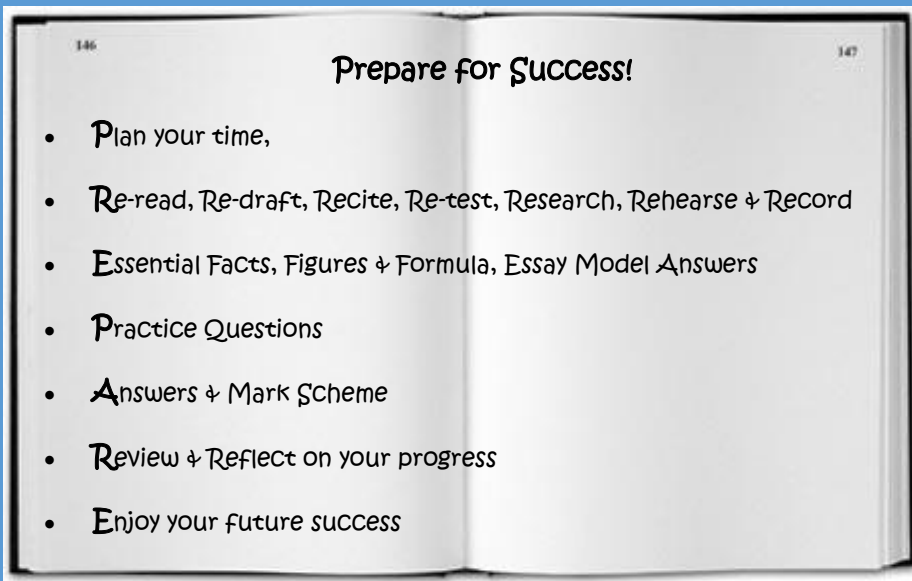 146
147
Prepare for Success!
• Plan your time,
• Re-read, Re-draft, Recite, Re-test, Research, Rehearse & Record
• Essential Facts, Figures & Formula, Essay Model Answers
• Practice Questions
• Answers & Mark Scheme
• Review & Reflect on your progress
• Enjoy your future success